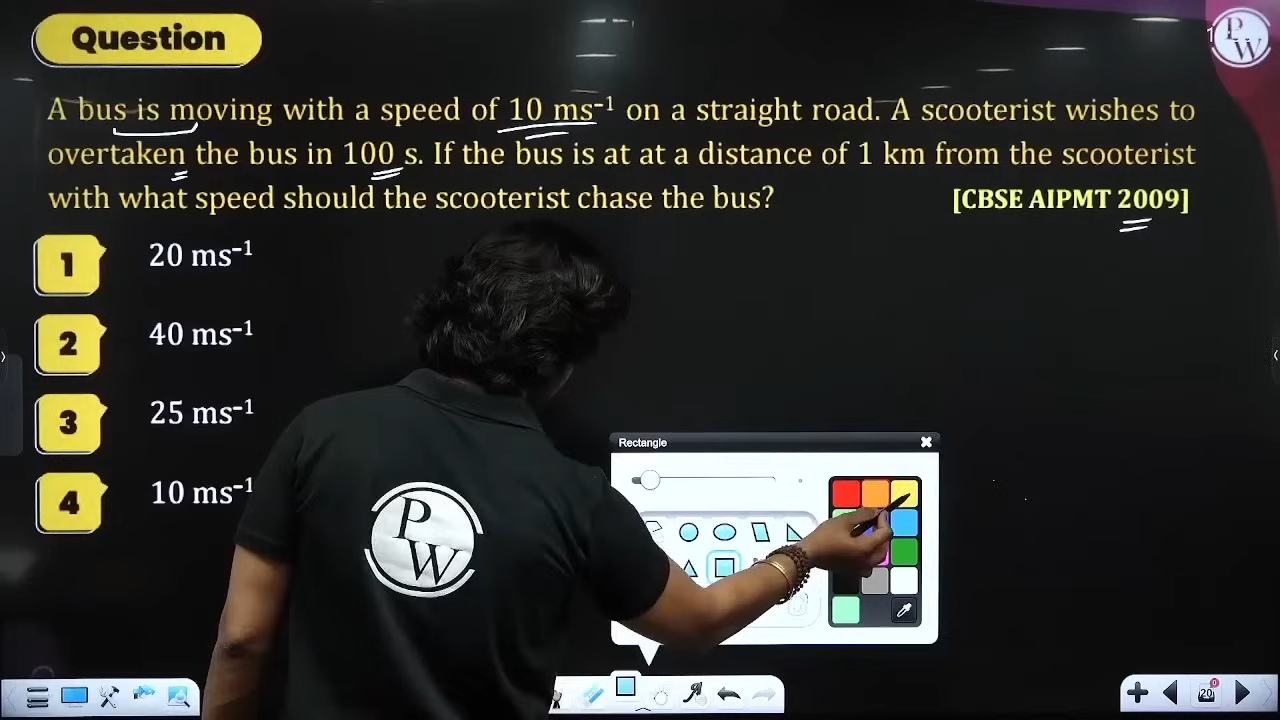 Question
A bus is moving with a speed of 10 ms⁻¹ on a straight road. A scooterist wishes to
overtaken the bus in 100 s. If the bus is at at a distance of 1 km from the scooterist
with what speed should the scooterist chase the bus? [CBSE AIPMT 2009]
1 20 ms⁻¹
2 40 ms⁻¹
3 25 ms⁻¹
4 10 ms⁻¹
Rectangle
PW
PW
20